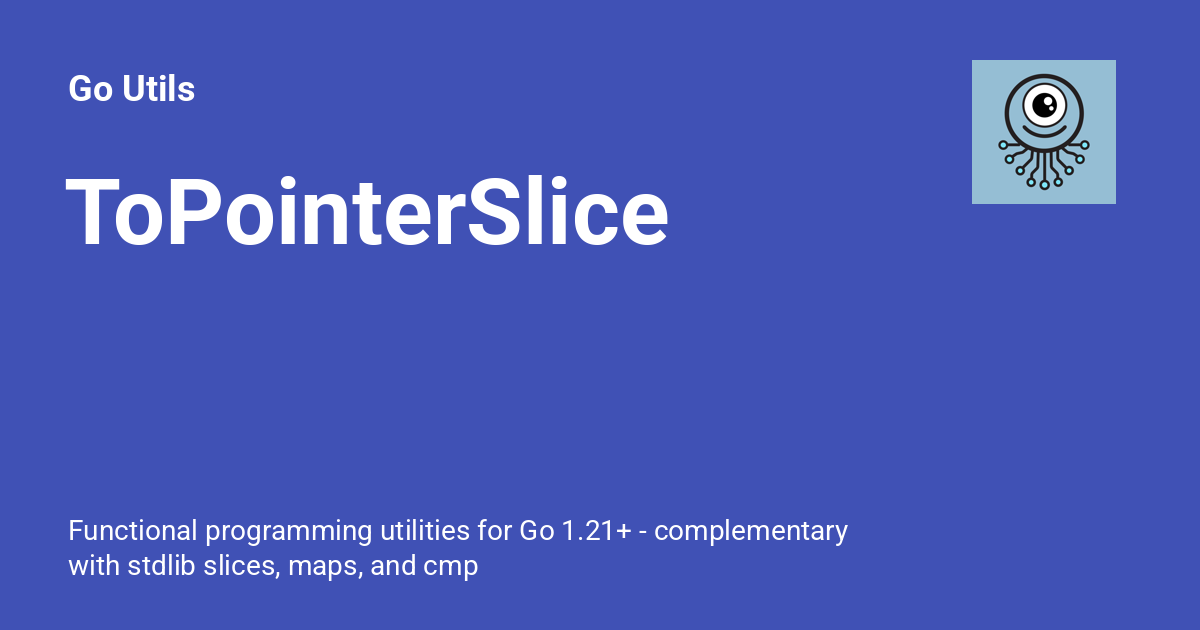 Go Utils
ToPointerSlice
Functional programming utilities for Go 1.21+ - complementary
with stdlib slices, maps, and cmp